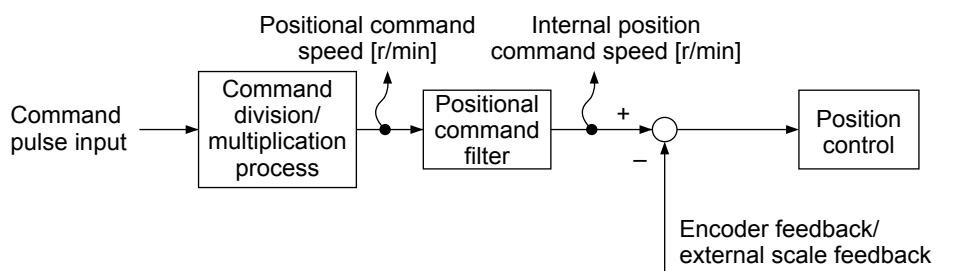 Positional command
speed [r/min]
Internal position
command speed [r/min]
Command
pulse input
Command
division/
multiplication
process
Positional
command
filter
+
–
Position
control
Encoder feedback/
external scale feedback